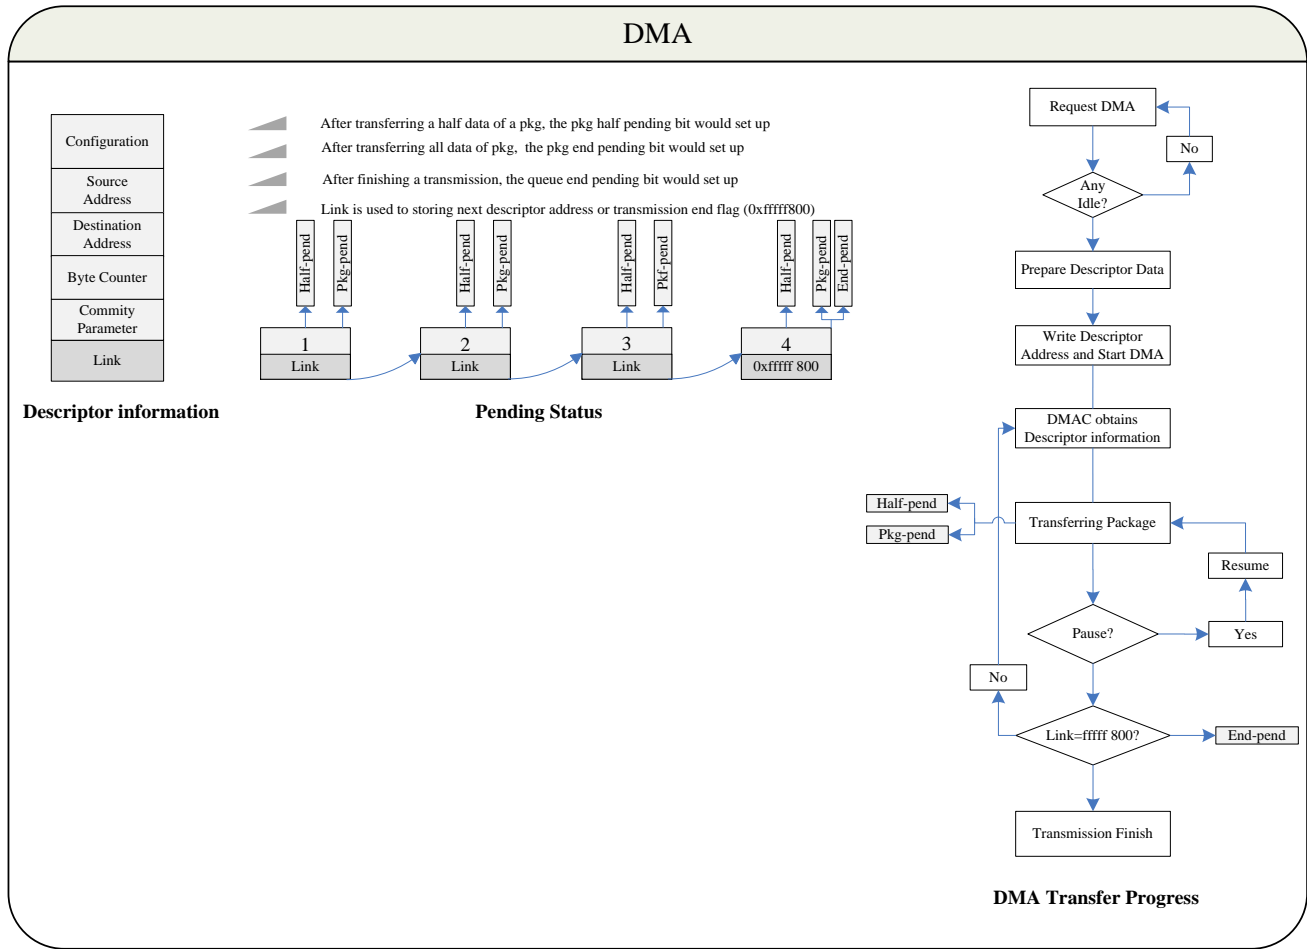 DMA
Configuration
Source
Address
Destination
Address
Byte Counter
Commity
Parameter
Link
Descriptor information
After transferring a half data of a pkg, the pkg half pending bit would set up
After transferring all data of pkg, the pkg end pending bit would set up
After finishing a transmission, the queue end pending bit would set up
Link is used to storing next descriptor address or transmission end flag (0xfffff800)
Half-pend
Pkg-pend
Half-pend
Pkg-pend
Half-pend
Pkf-pend
Half-pend
Pkg-pend
End-pend
1
Link
2
Link
3
Link
4
0xfffff 800
Pending Status
Request DMA
No
Any
Idle?
Prepare Descriptor Data
Write Descriptor
Address and Start DMA
DMAC obtains
Descriptor information
Half-pend
Pkg-pend
Transferring Package
Resume
Pause?
Yes
No
Link=fffff 800?
End-pend
Transmission Finish
DMA Transfer Progress